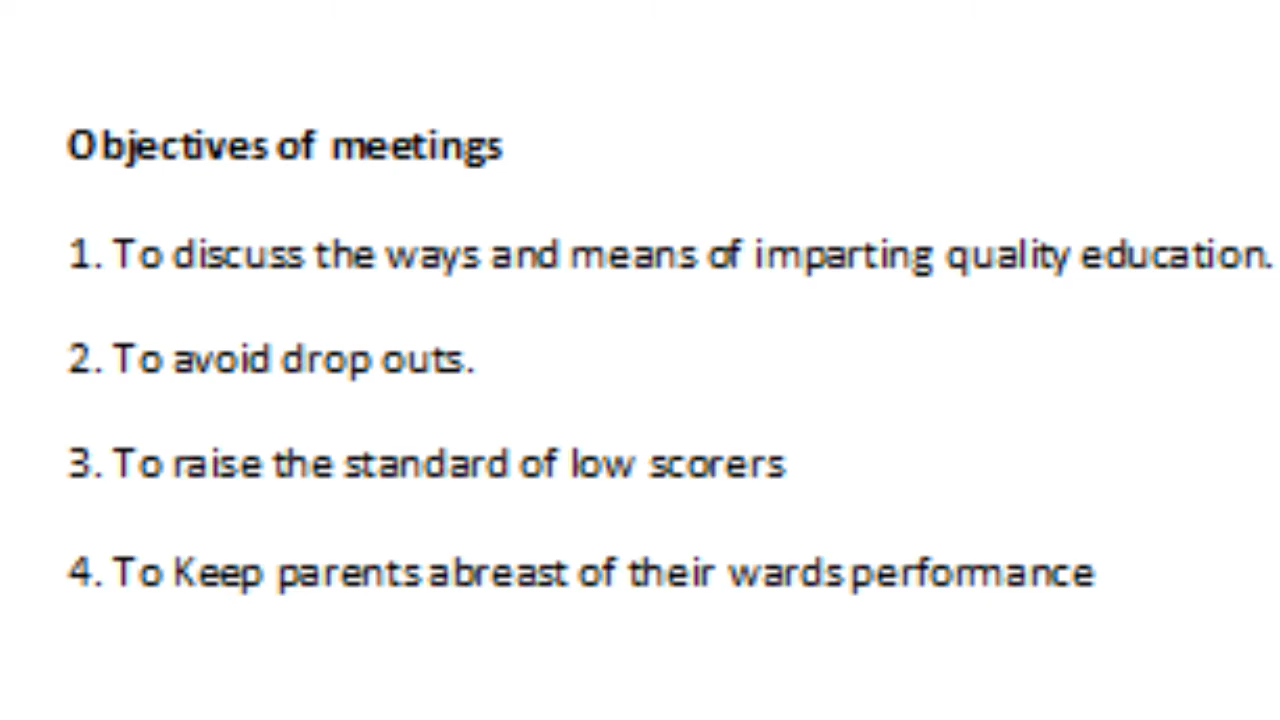 Objectives of meetings
1. To discuss the ways and means of imparting quality education.
2. To avoid drop outs.
3. To raise the standard of low scorers
4. To Keep parents abreast of their wards performance